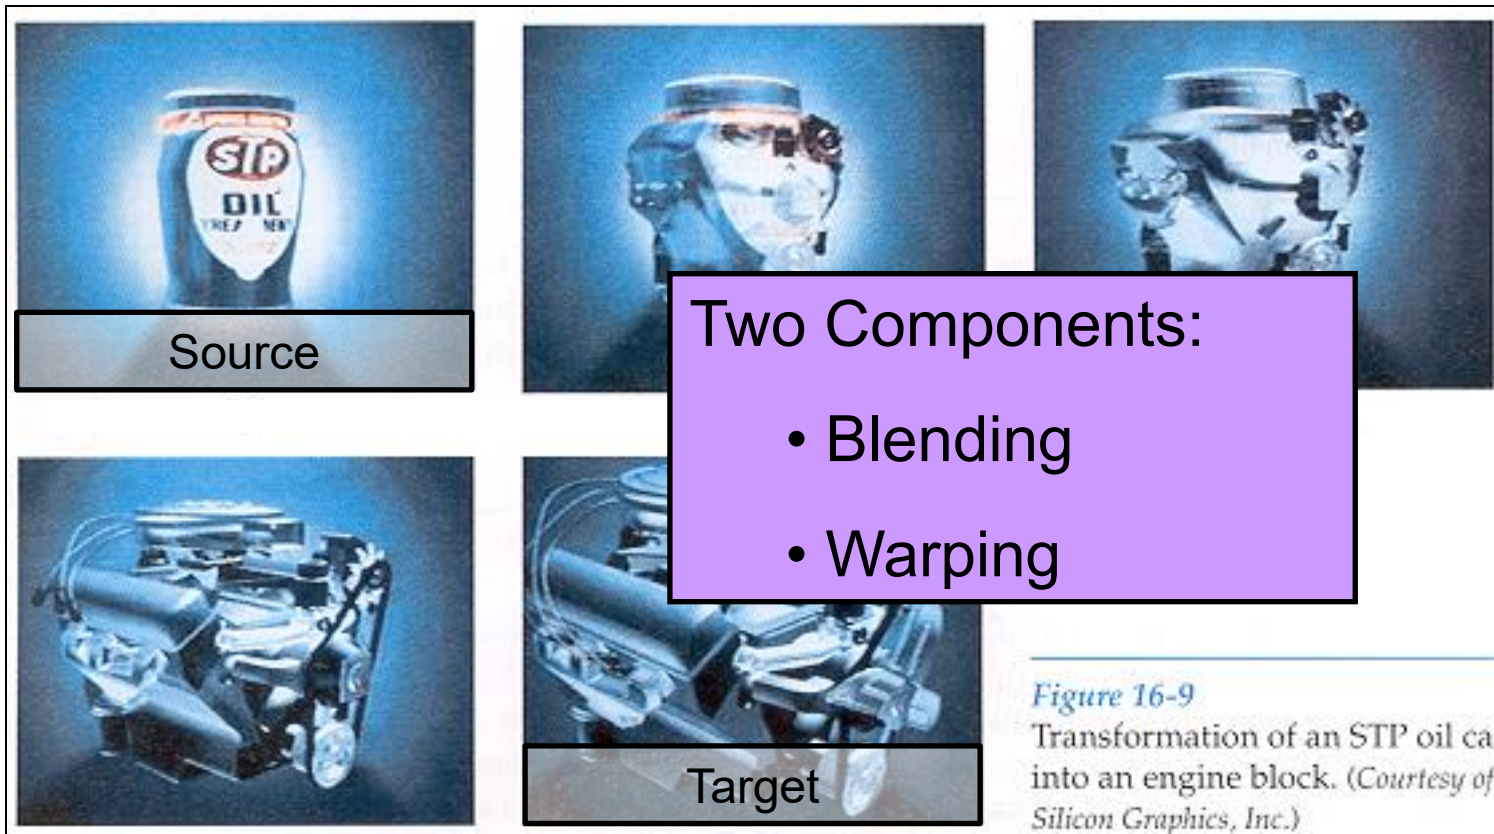 STP
OIL
Source
Two Components:
• Blending
• Warping
Target
Figure 16-9
Transformation of an STP oil ca
into an engine block. (Courtesy of
Silicon Graphics, Inc.)